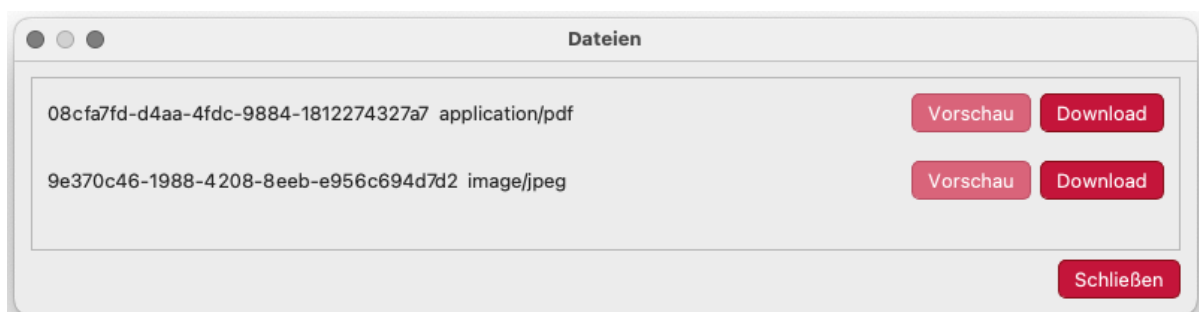 Dateien
08cfa7fd-d4aa-4fdc-9884-1812274327a7 application/pdf Vorschau Download
9e370c46-1988-4208-8eeb-e956c694d7d2 image/jpeg Vorschau Download
Schließen